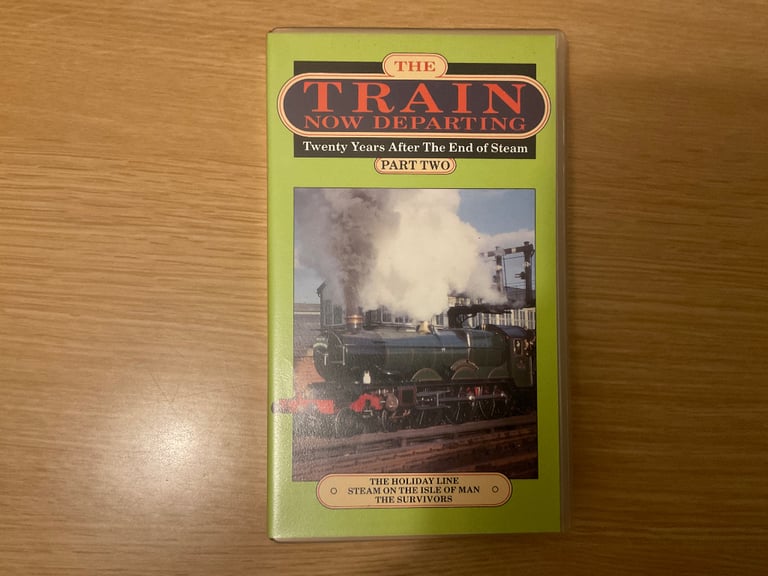 THE
TRAIN
NOW DEPARTING
Twenty Years After The End of Steam
PART TWO
THE HOLIDAY LINE
STEAM ON THE ISLE OF MAN
THE SURVIVORS